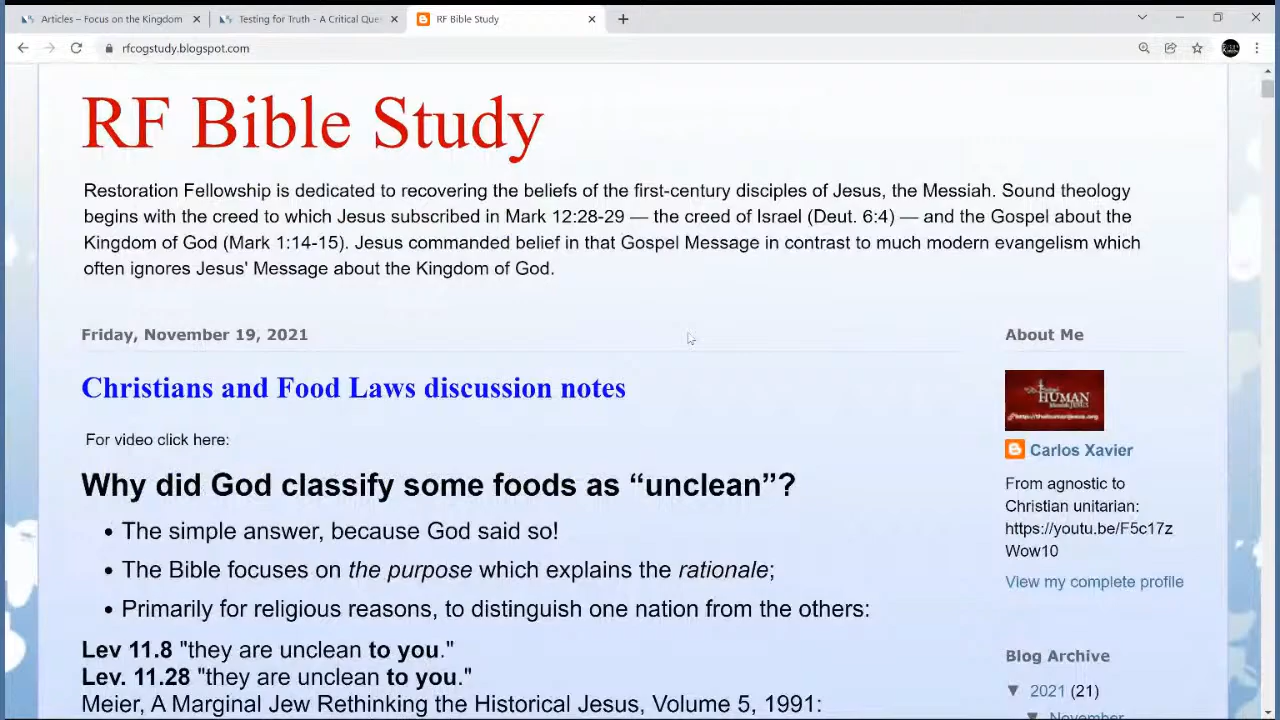 Articles – Focus on the Kingdom
Testing for Truth - A Critical Que
RF Bible Study
rfcogstudy.blogspot.com
RF Bible Study
Restoration Fellowship is dedicated to recovering the beliefs of the first-century disciples of Jesus, the Messiah. Sound theology
begins with the creed to which Jesus subscribed in Mark 12:28-29 — the creed of Israel (Deut. 6:4) — and the Gospel about the
Kingdom of God (Mark 1:14-15). Jesus commanded belief in that Gospel Message in contrast to much modern evangelism which
often ignores Jesus' Message about the Kingdom of God.
Friday, November 19, 2021
Christians and Food Laws discussion notes
For video click here:
Why did God classify some foods as “unclean”?
• The simple answer, because God said so!
• The Bible focuses on the purpose which explains the rationale;
• Primarily for religious reasons, to distinguish one nation from the others:
Lev 11.8 "they are unclean to you."
Lev. 11.28 "they are unclean to you."
Meier, A Marginal Jew Rethinking the Historical Jesus, Volume 5, 1991:
About Me
HUMAN
Carlos Xavier
From agnostic to
Christian unitarian:
https://youtu.be/F5c17z
Wow10
View my complete profile
Blog Archive
▼ 2021 (21)
▼ November